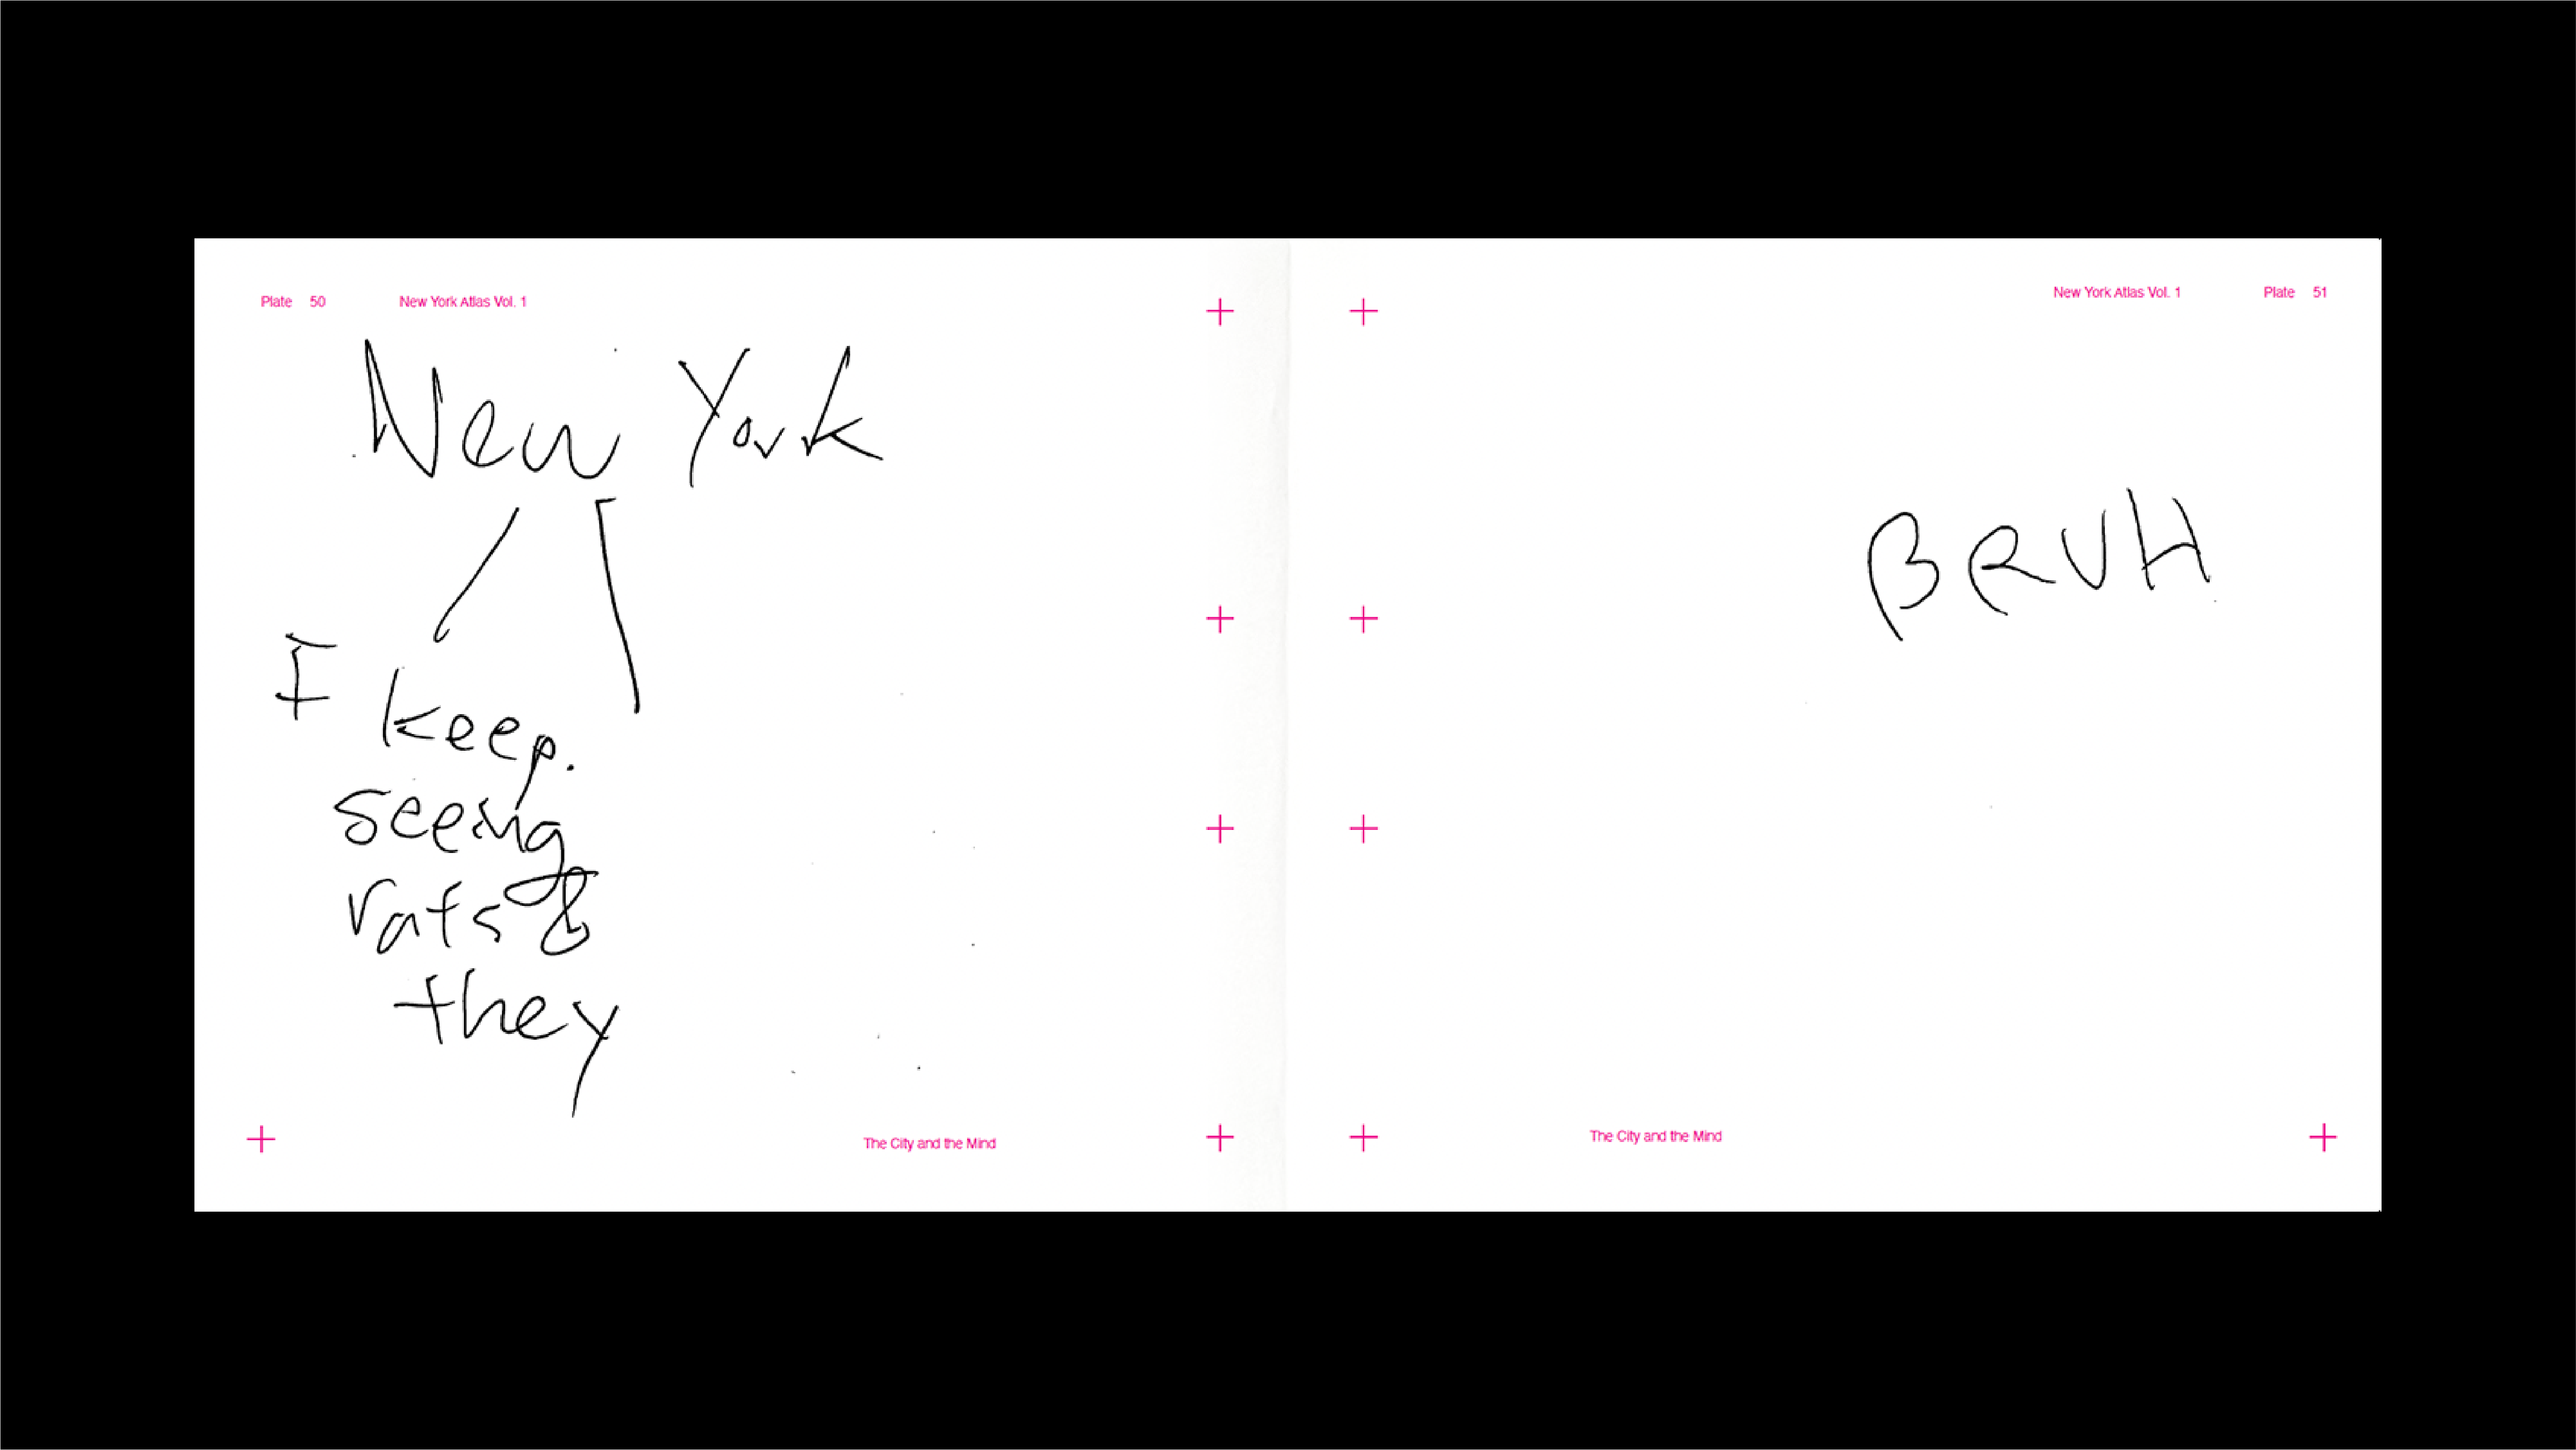 Plate 50 New York Atlas Vol. 1
New York
I keep.
seeing
rats &
they
The City and the Mind
New York Atlas Vol. 1 Plate 51
BRUH
The City and the Mind